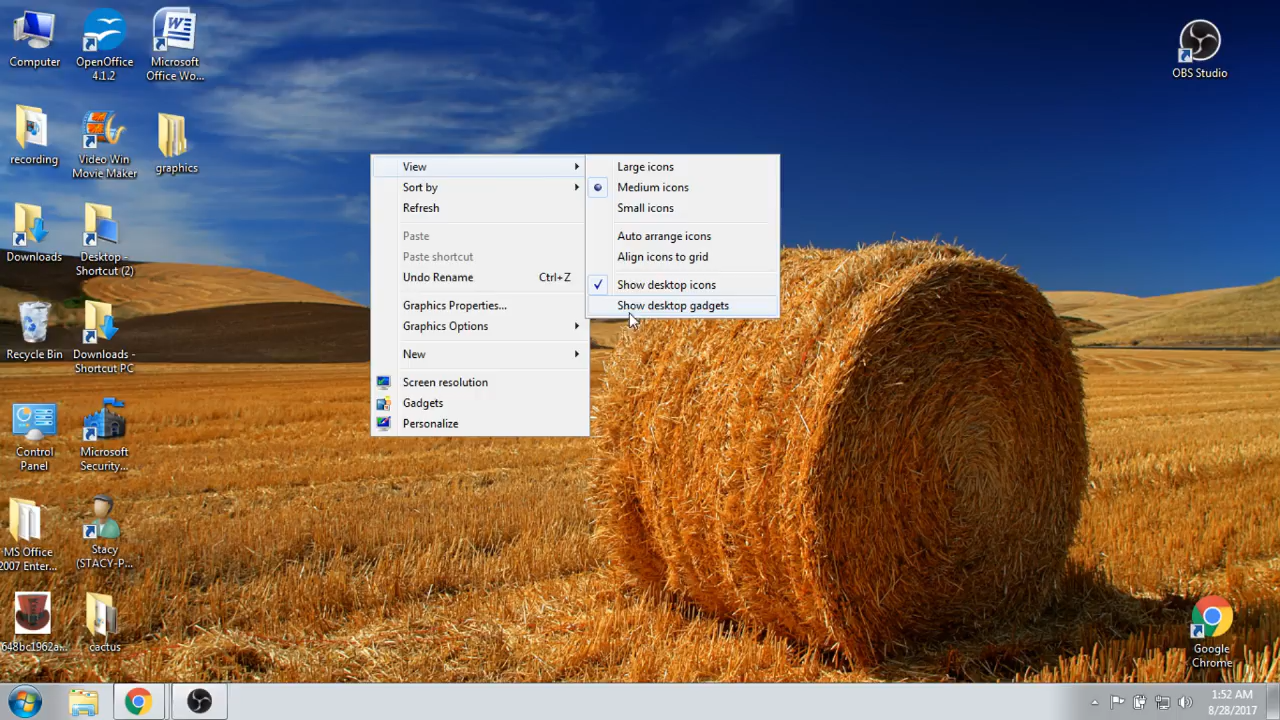 Computer
OpenOffice
4.1.2
Microsoft
Office Wo...
OBS Studio
recording
Video Win
Movie Maker
graphics
View
Sort by
Refresh
Paste
Paste shortcut
Undo Rename Ctrl+Z
Graphics Properties...
Graphics Options
New
Screen resolution
Gadgets
Personalize
Large icons
Medium icons
Small icons
Auto arrange icons
Align icons to grid
Show desktop icons
Show desktop gadgets
Downloads
Desktop -
Shortcut (2)
Recycle Bin
Downloads -
Shortcut PC
Control
Panel
Microsoft
Security...
MS Office
2007 Enter...
Stacy
(STACY-P...
648bc1962a...
cactus
Google
Chrome
1:52 AM
8/28/2017